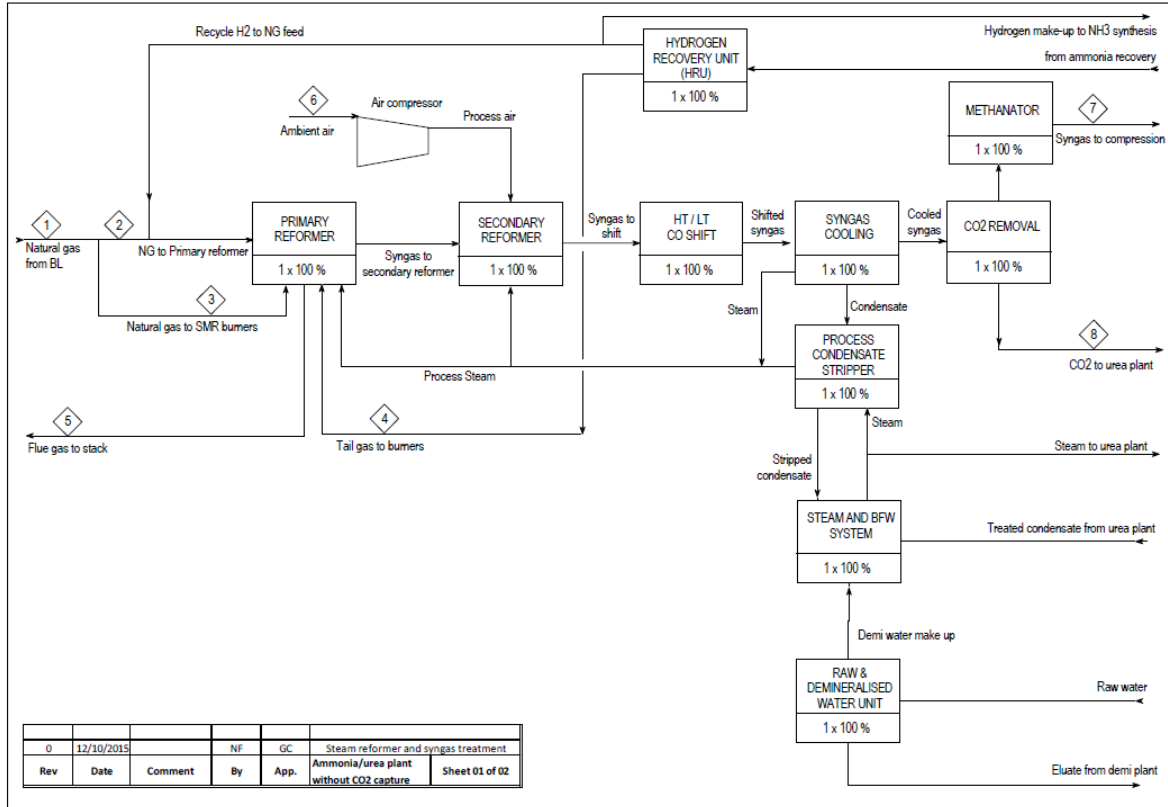 Recycle H2 to NG feed
Hydrogen make-up to NH3 synthesis
HYDROGEN
RECOVERY UNIT
(HRU)
1 x 100 %
from ammonia recovery
6
Ambient air
Air compressor
Process air
METHANATOR
1 x 100 %
7
Syngas to compression
1
Natural gas
from BL
2
NG to Primary reformer
PRIMARY
REFORMER
1 x 100 %
Syngas to
secondary reformer
SECONDARY
REFORMER
1 x 100 %
Syngas to
shift
HT / LT
CO SHIFT
1 x 100 %
Shifted
syngas
SYNGAS
COOLING
1 x 100 %
Cooled
syngas
CO2 REMOVAL
1 x 100 %
3
Natural gas to SMR burners
Steam
Condensate
PROCESS
CONDENSATE
STRIPPER
1 x 100 %
8
CO2 to urea plant
Process Steam
5
Flue gas to stack
4
Tail gas to burners
Steam
Steam to urea plant
Stripped
condensate
STEAM AND BFW
SYSTEM
1 x 100 %
Treated condensate from urea plant
Demi water make up
RAW &
DEMINERALISED
WATER UNIT
1 x 100 %
Raw water
Eluate from demi plant
0 12/10/2015 NF GC Steam reformer and syngas treatment
Rev Date Comment By App. Ammonia/urea plant
without CO2 capture Sheet 01 of 02